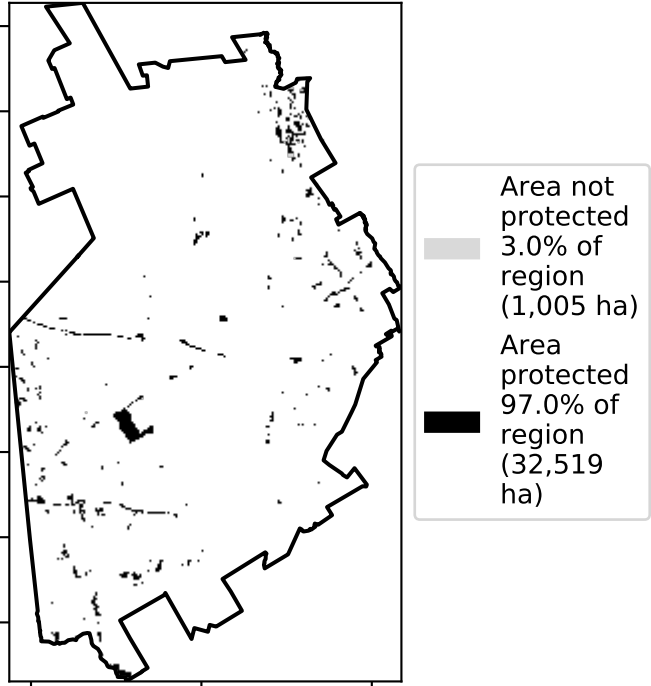 Area not
protected
3.0% of
region
(1,005 ha)
Area
protected
97.0% of
region
(32,519
ha)